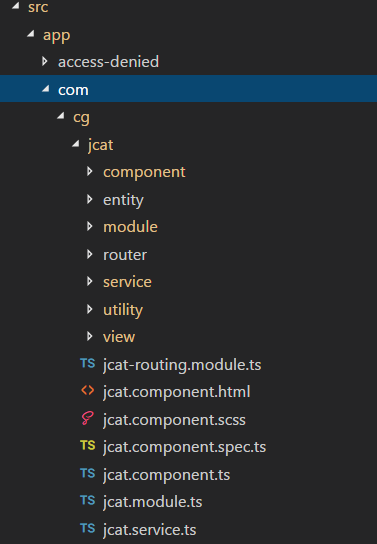 src
app
access-denied
com
cg
jcat
component
entity
module
router
service
utility
view
TS jcat-routing.module.ts
<> jcat.component.html
jcat.component.scss
TS jcat.component.spec.ts
TS jcat.component.ts
TS jcat.module.ts
TS jcat.service.ts